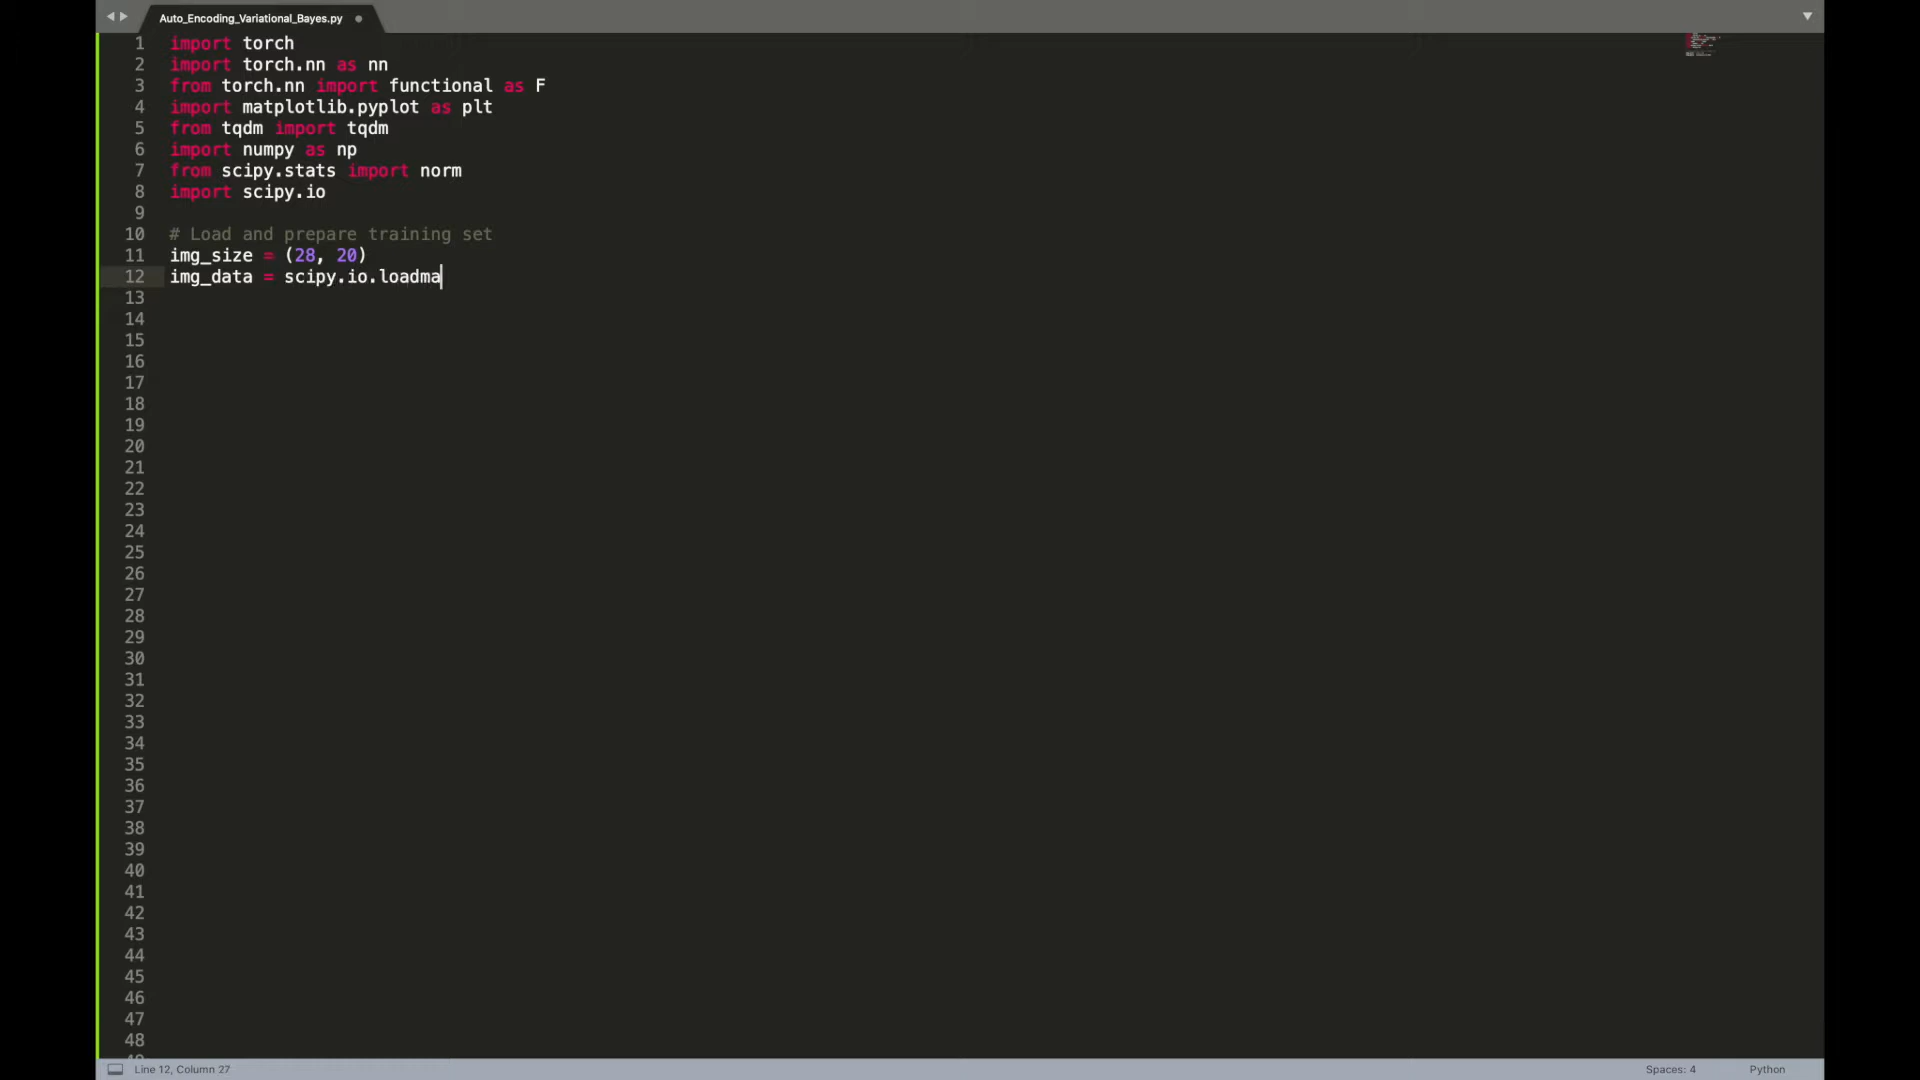 Auto_Encoding_Variational_Bayes.py
1 import torch
2 import torch.nn as nn
3 from torch.nn import functional as F
4 import matplotlib.pyplot as plt
5 from tqdm import tqdm
6 import numpy as np
7 from scipy.stats import norm
8 import scipy.io
9
10 # Load and prepare training set
11 img_size = (28, 20)
12 img_data = scipy.io.loadma
13
14
15
16
17
18
19
20
21
22
23
24
25
26
27
28
29
30
31
32
33
34
35
36
37
38
39
40
41
42
43
44
45
46
47
48
Line 12, Column 27 Spaces: 4 Python